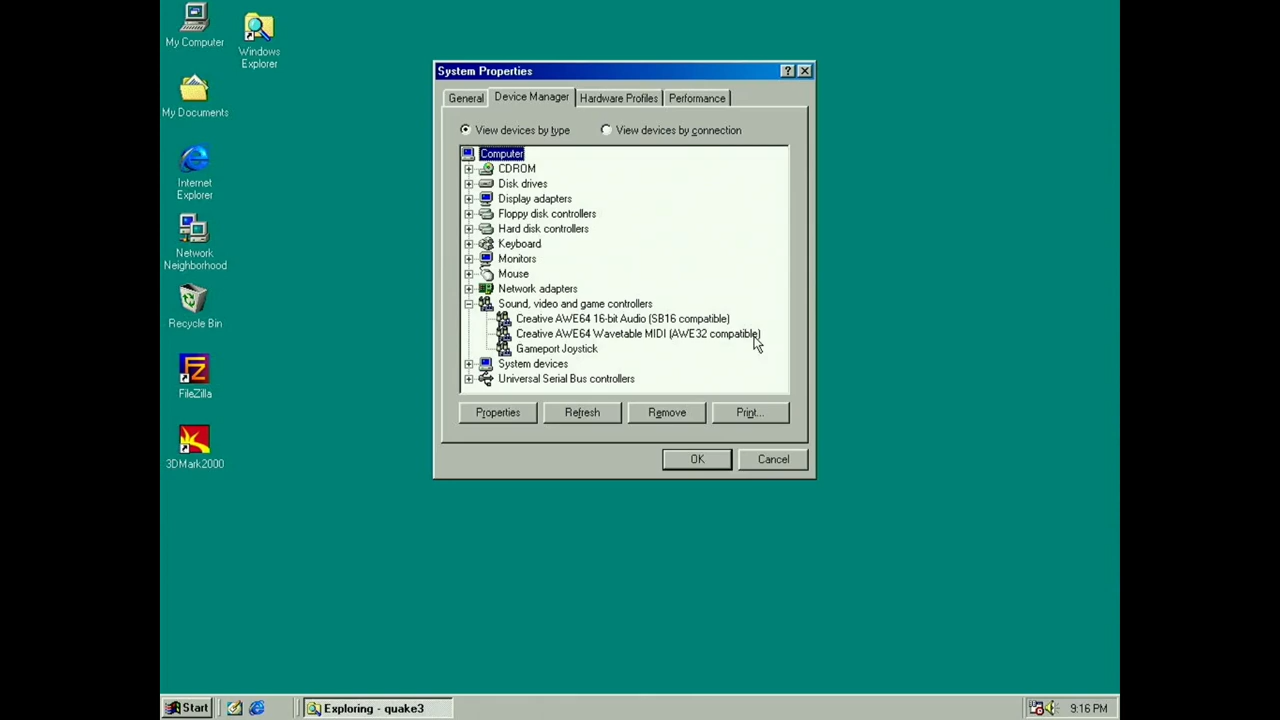 My Computer
Windows
Explorer
My Documents
Internet
Explorer
Network
Neighborhood
Recycle Bin
FileZilla
3DMark2000
System Properties
General
Device Manager
Hardware Profiles
Performance
View devices by type
View devices by connection
Computer
CDROM
Disk drives
Display adapters
Floppy disk controllers
Hard disk controllers
Keyboard
Monitors
Mouse
Network adapters
Sound, video and game controllers
Creative AWE64 16-bit Audio (SB16 compatible)
Creative AWE64 Wavetable MIDI (AWE32 compatible)
Gameport Joystick
System devices
Universal Serial Bus controllers
Properties
Refresh
Remove
Print...
OK
Cancel
Start
Exploring - quake3
9:16 PM